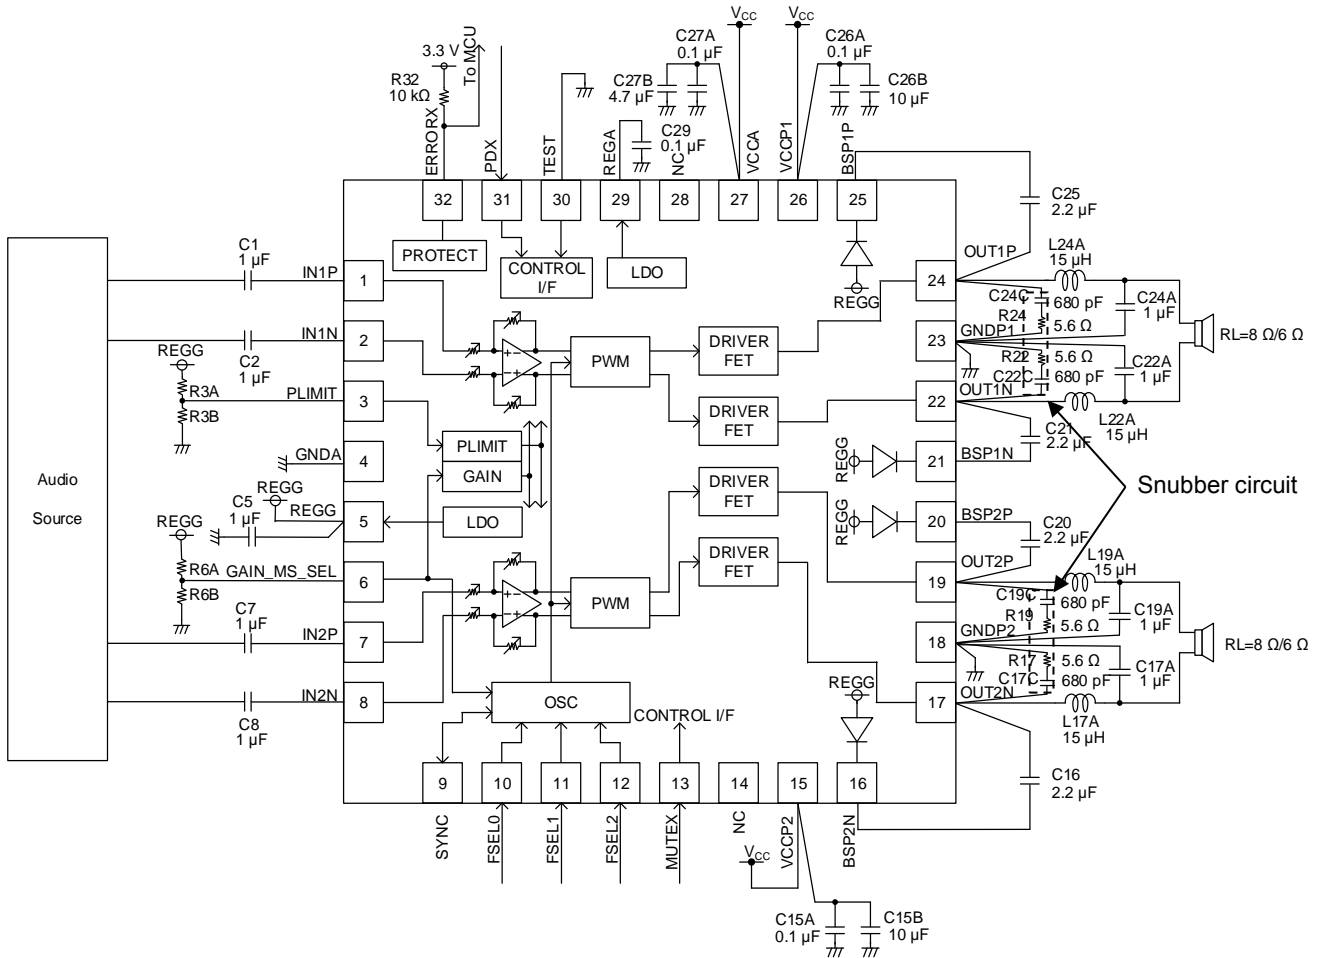 VCC
VCC
C27A
0.1 µF
C26A
0.1 µF
3.3 V
To MCU
R32
10 kΩ
C27B
4.7 µF
C26B
10 µF
ERRORX
PDX
TEST
REGA
C29
0.1 µF
NC
VCCA
VCCP1
BSP1P
32
31
30
29
28
27
26
25
C25
2.2 µF
PROTECT
CONTROL
I/F
LDO
REGG
C1
1 µF
IN1P
1
24
OUT1P
L24A
15 µH
C24C
680 pF
C24A
1 µF
R24
5.6 Ω
C2
1 µF
IN1N
2
23
GNDP1
RL=8 Ω/6 Ω
PWM
DRIVER
FET
R22
5.6 Ω
C22C
680 pF
C22A
1 µF
REGG
R3A
R3B
PLIMIT
3
22
OUT1N
L22A
15 µH
DRIVER
FET
C21
2.2 µF
GNDA
4
PLIMIT
GAIN
REGG
21
BSP1N
Audio
Source
Snubber circuit
REGG
REGG
C5
1 µF
5
LDO
DRIVER
FET
REGG
20
BSP2P
C20
2.2 µF
REGG
R6A
R6B
GAIN_MS_SEL
6
DRIVER
FET
19
OUT2P
L19A
15 µH
C19C
680 pF
C19A
1 µF
R19
5.6 Ω
PWM
C7
1 µF
IN2P
7
18
GNDP2
RL=8 Ω/6 Ω
R17
5.6 Ω
C17C
680 pF
C17A
1 µF
C8
1 µF
IN2N
8
OSC
CONTROL I/F
REGG
17
OUT2N
L17A
15 µH
9
10
11
12
13
14
15
16
C16
2.2 µF
SYNC
FSEL0
FSEL1
FSEL2
MUTEX
NC
VCCP2
BSP2N
VCC
C15A
0.1 µF
C15B
10 µF